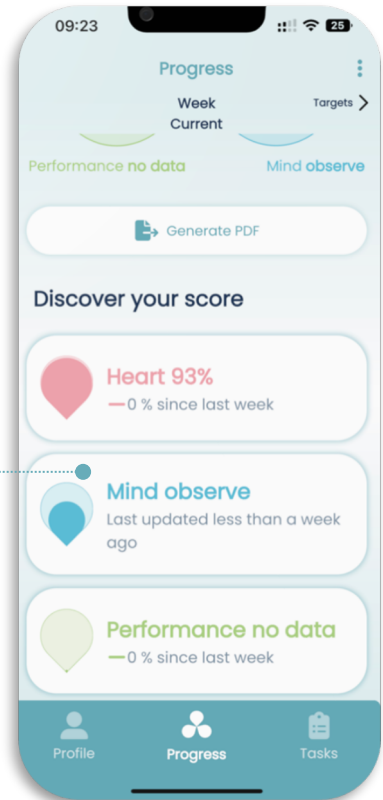 09:23
25
Progress
Week
Targets
Current
Performance no data
Mind observe
Generate PDF
Discover your score
Heart 93%
—0 % since last week
Mind observe
Last updated less than a week
ago
Performance no data
—0 % since last week
Profile
Progress
Tasks